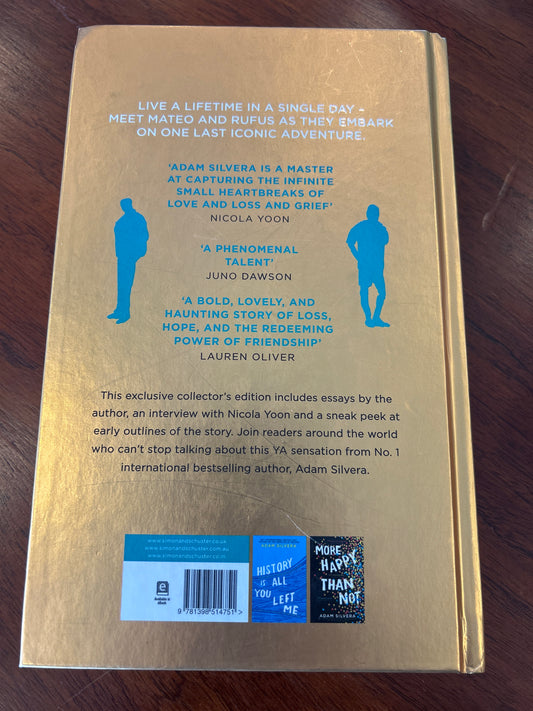 LIVE A LIFETIME IN A SINGLE DAY –
MEET MATEO AND RUFUS AS THEY EMBARK
ON ONE LAST ICONIC ADVENTURE.
‘ADAM SILVERA IS A MASTER
AT CAPTURING THE INFINITE
SMALL HEARTBREAKS OF
LOVE AND LOSS AND GRIEF’
NICOLA YOON
‘A PHENOMENAL
TALENT’
JUNO DAWSON
‘A BOLD, LOVELY, AND
HAUNTING STORY OF LOSS,
HOPE, AND THE REDEEMING
POWER OF FRIENDSHIP’
LAUREN OLIVER
This exclusive collector's edition includes essays by the
author, an interview with Nicola Yoon and a sneak peek at
early outlines of the story. Join readers around the world
who can't stop talking about this YA sensation from No. 1
international bestselling author, Adam Silvera.
www.simonandschuster.co.uk
www.simonandschuster.com.au
www.simonandschuster.co.in
e
Available as
eBook
9 781398 514751 >
ADAM SILVERA
HISTORY
IS ALL
YOU
LEFT
ME
MORE
HAPPY
THAN
NOT
ADAM SILVERA